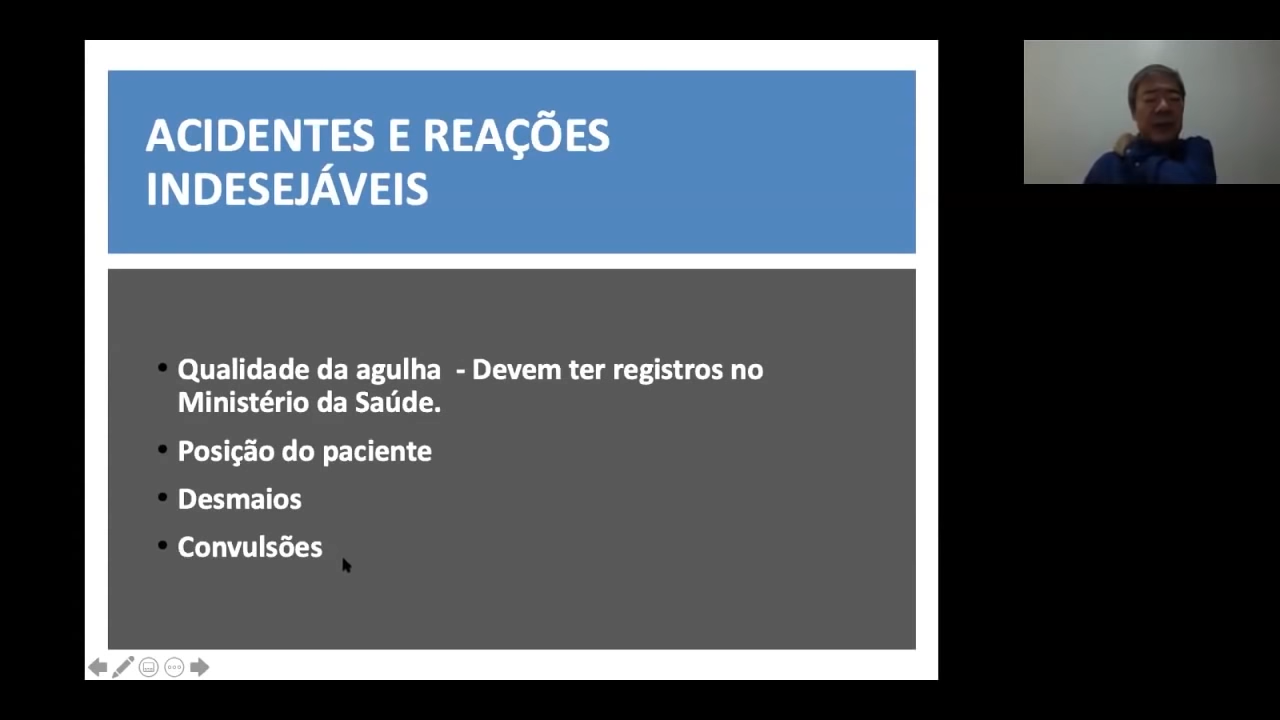 ACIDENTES E REAÇÕES
INDESEJÁVEIS
• Qualidade da agulha - Devem ter registros no
Ministério da Saúde.
• Posição do paciente
• Desmaios
• Convulsões